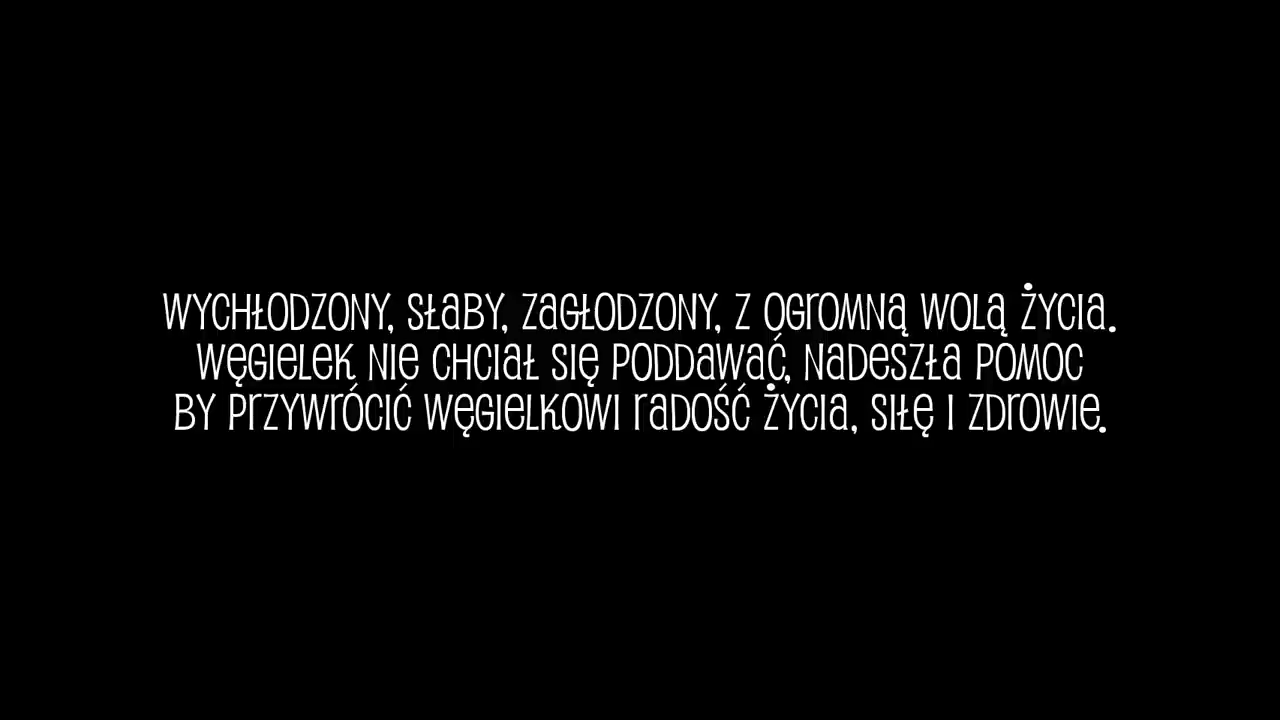 WYCHŁODZONY, SŁABY, ZAGŁODZONY, Z OGROMNĄ WOLĄ ŻYCIA.
WĘGIELEK NIE CHCIAŁ SIĘ PODDAWAĆ, NADESZŁA POMOC
BY PRZYWRÓCIĆ WĘGIELKOWI RADOŚĆ ŻYCIA, SIŁĘ I ZDROWIE.